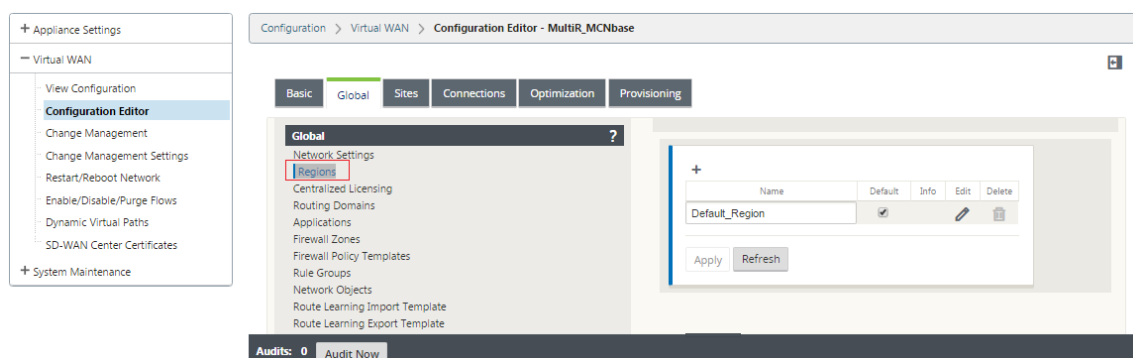 + Appliance Settings
− Virtual WAN
View Configuration
Configuration Editor
Change Management
Change Management Settings
Restart/Reboot Network
Enable/Disable/Purge Flows
Dynamic Virtual Paths
SD-WAN Center Certificates
+ System Maintenance
Configuration > Virtual WAN > Configuration Editor - MultiR_MCNbase
Basic Global Sites Connections Optimization Provisioning
Global ?
Network Settings
Regions
Centralized Licensing
Routing Domains
Applications
Firewall Zones
Firewall Policy Templates
Rule Groups
Network Objects
Route Learning Import Template
Route Learning Export Template
+
Name Default Info Edit Delete
Default_Region
Apply Refresh
Audits: 0 Audit Now